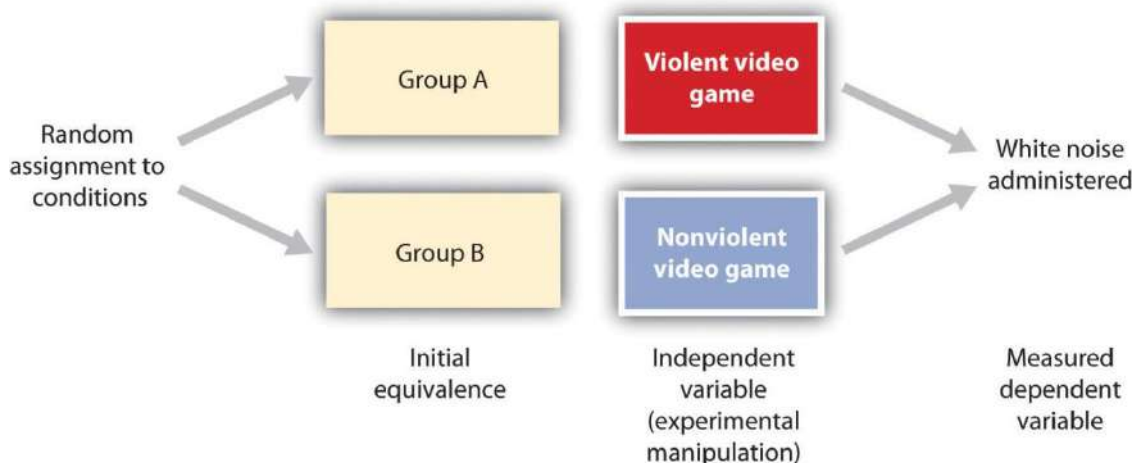 Random
assignment to
conditions
Group A
Group B
Violent video
game
Nonviolent
video game
White noise
administered
Initial
equivalence
Independent
variable
(experimental
manipulation)
Measured
dependent
variable